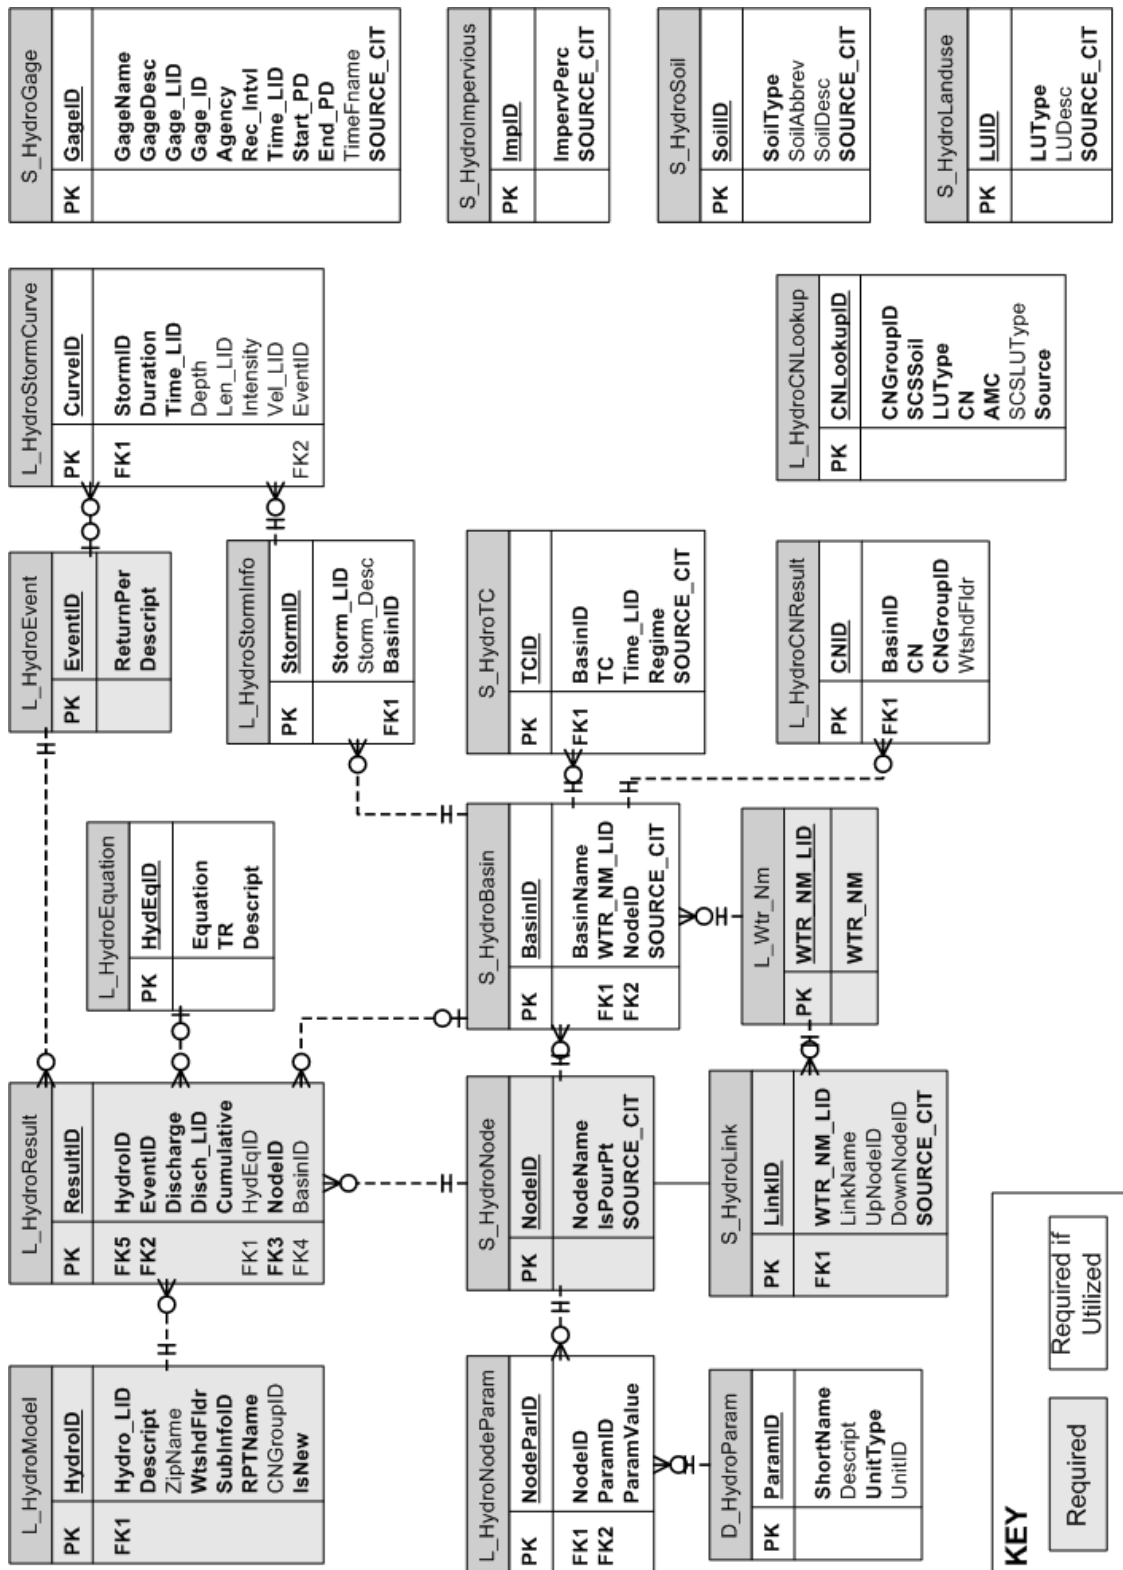 L_HydroModel
PK HydroID
FK1 Hydro_LID
Descript
ZipName
WtshdFldr
SubInfoID
RPTName
CNGroupID
IsNew
L_HydroResult
PK ResultID
FK5 HydroID
FK2 EventID
Discharge
Disch_LID
Cumulative
FK1 HydEqID
FK3 NodeID
FK4 BasinID
L_HydroEquation
PK HydEqID
Equation
TR
Descript
L_HydroEvent
PK EventID
ReturnPer
Descript
L_HydroStormCurve
PK CurveID
FK1 StormID
Duration
Time_LID
Depth
Len_LID
Intensity
Vel_LID
FK2 EventID
S_HydroGage
PK GageID
GageName
GageDesc
Gage_LID
Gage_ID
Agency
Rec_Intvl
Time_LID
Start_PD
End_PD
TimeFname
SOURCE_CIT
L_HydroStormInfo
PK StormID
Storm_LID
Storm_Desc
FK1 BasinID
L_HydroNodeParam
PK NodeParID
FK1 NodeID
FK2 ParamID
ParamValue
S_HydroNode
PK NodeID
NodeName
IsPourPt
SOURCE_CIT
S_HydroBasin
PK BasinID
BasinName
FK1 WTR_NM_LID
FK2 NodeID
SOURCE_CIT
S_HydroTC
PK TCID
FK1 BasinID
TC
Time_LID
Regime
SOURCE_CIT
S_HydroImpervious
PK ImpID
ImpervPerc
SOURCE_CIT
S_HydroSoil
PK SoilID
SoilType
SoilAbbrev
SoilDesc
SOURCE_CIT
D_HydroParam
PK ParamID
ShortName
Descript
UnitType
UnitID
S_HydroLink
PK LinkID
FK1 WTR_NM_LID
LinkName
UpNodeID
DownNodeID
SOURCE_CIT
L_Wtr_Nm
PK WTR_NM_LID
WTR_NM
L_HydroCNResult
PK CNID
FK1 BasinID
CN
CNGroupID
WtshdFldr
L_HydroCNLookup
PK CNLookupID
CNGroupID
SCSSoil
LUType
CN
AMC
SCSLUType
Source
S_HydroLanduse
PK LUID
LUType
LUDesc
SOURCE_CIT
KEY
Required
Required if
Utilized